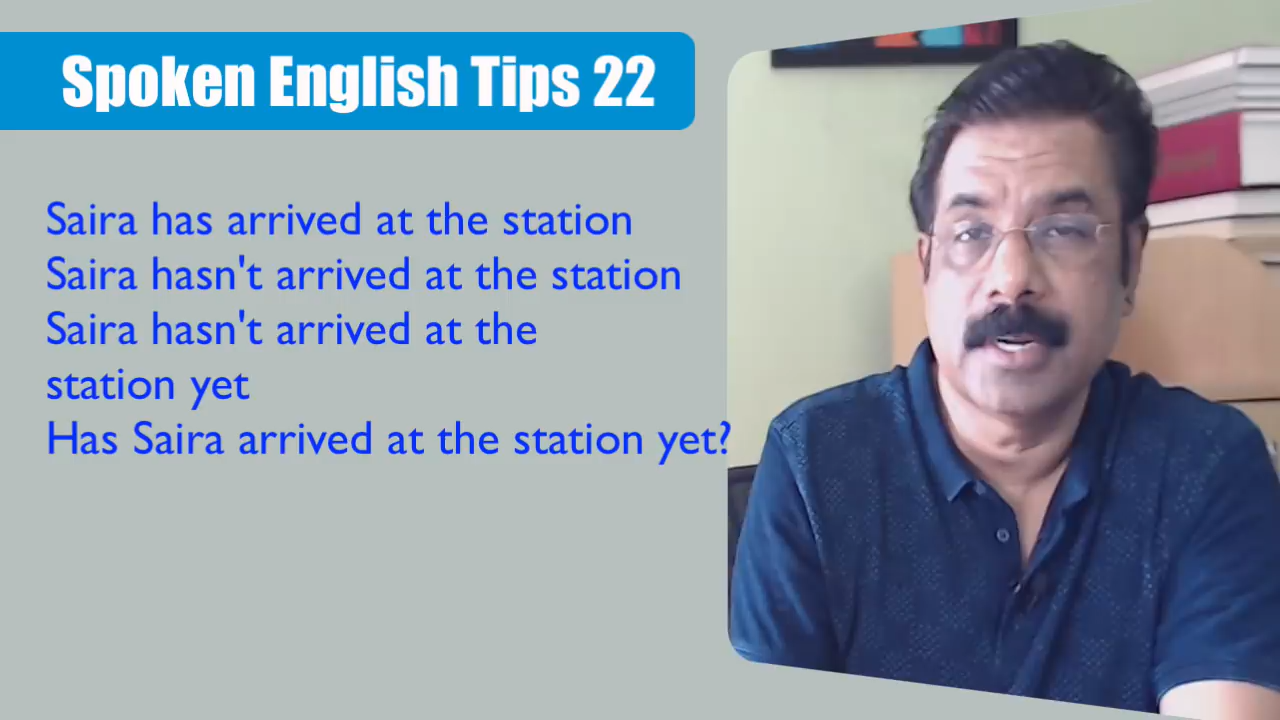 Spoken English Tips 22
Saira has arrived at the station
Saira hasn't arrived at the station
Saira hasn't arrived at the
station yet
Has Saira arrived at the station yet?